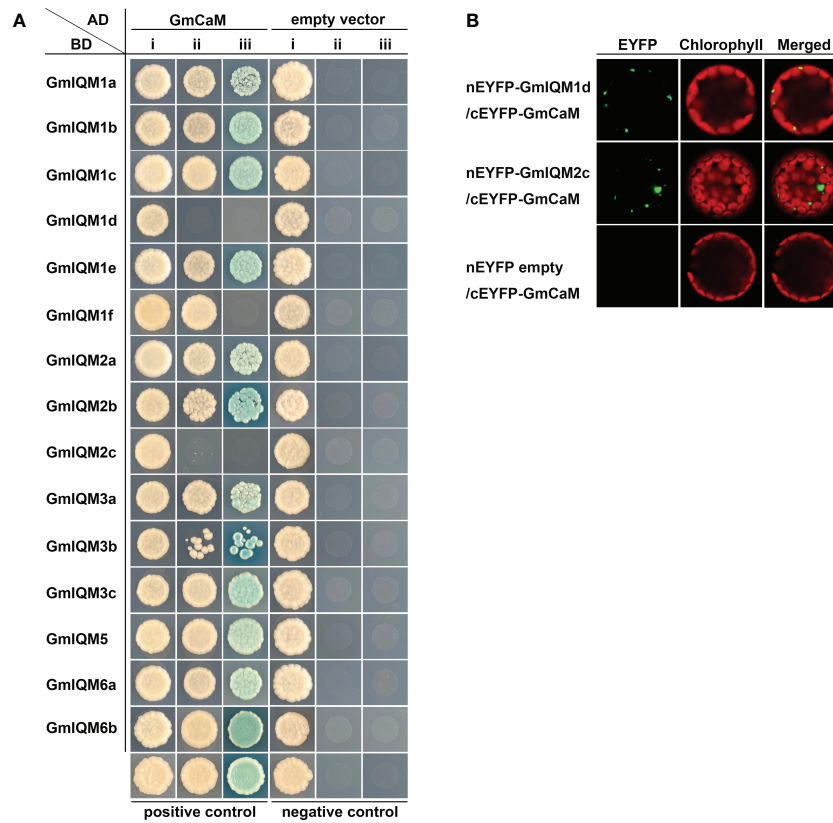 A
AD
GmCaM
empty vector
BD
i
ii
iii
i
ii
iii
GmIQM1a
GmIQM1b
GmIQM1c
GmIQM1d
GmIQM1e
GmIQM1f
GmIQM2a
GmIQM2b
GmIQM2c
GmIQM3a
GmIQM3b
GmIQM3c
GmIQM5
GmIQM6a
GmIQM6b
positive control
negative control
B
EYFP
Chlorophyll
Merged
nEYFP-GmIQM1d
/cEYFP-GmCaM
nEYFP-GmIQM2c
/cEYFP-GmCaM
nEYFP empty
/cEYFP-GmCaM